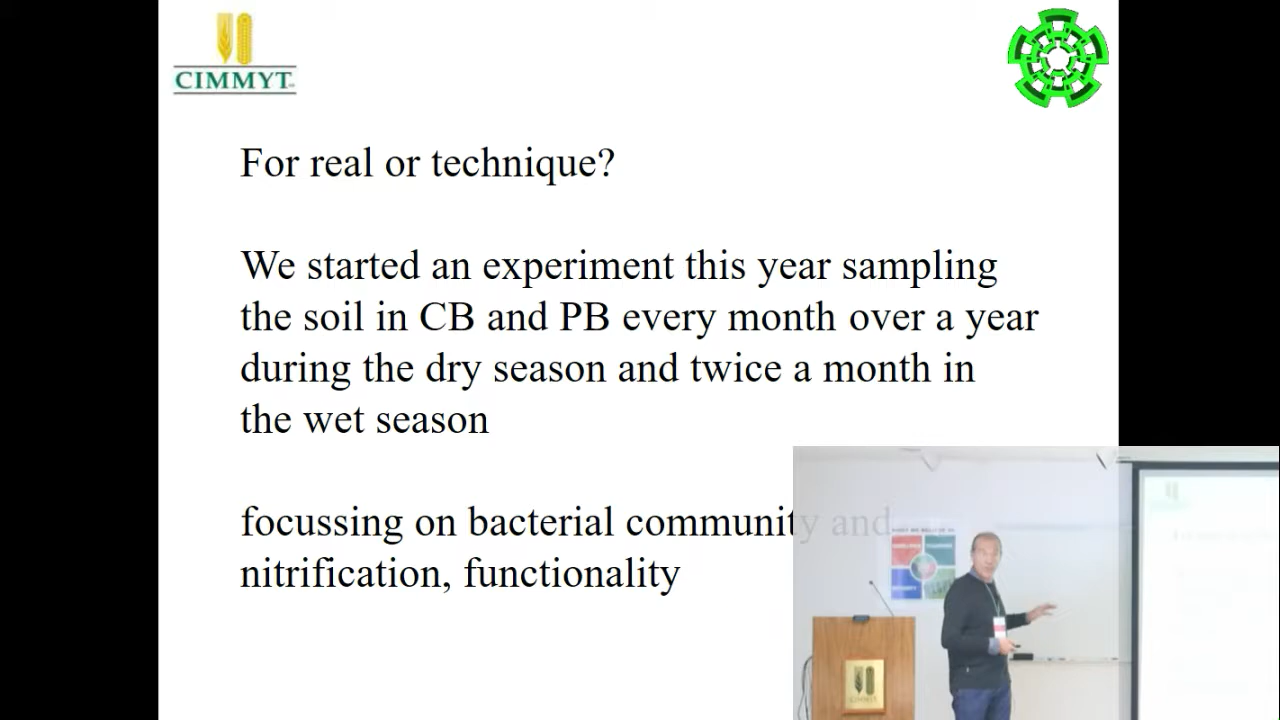 CIMMYT
For real or technique?
We started an experiment this year sampling
the soil in CB and PB every month over a year
during the dry season and twice a month in
the wet season
focussing on bacterial community and
nitrification, functionality
CIMMYT